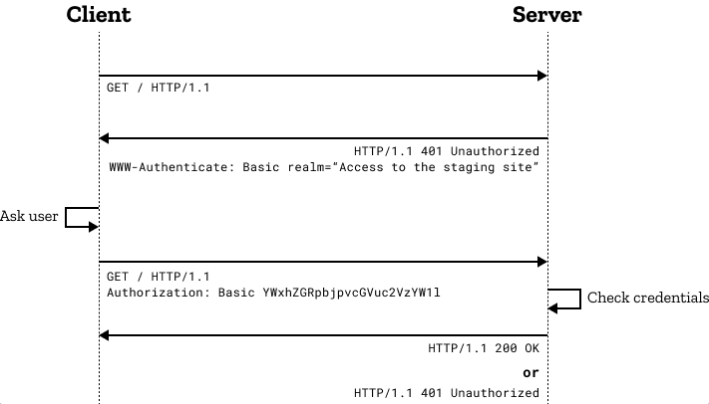 Client Server
GET / HTTP/1.1
HTTP/1.1 401 Unauthorized
WWW-Authenticate: Basic realm="Access to the staging site"
Ask user
GET / HTTP/1.1
Authorization: Basic YWxhZGRpbjpvcGVuc2VzYW1l
Check credentials
HTTP/1.1 200 OK
or
HTTP/1.1 401 Unauthorized